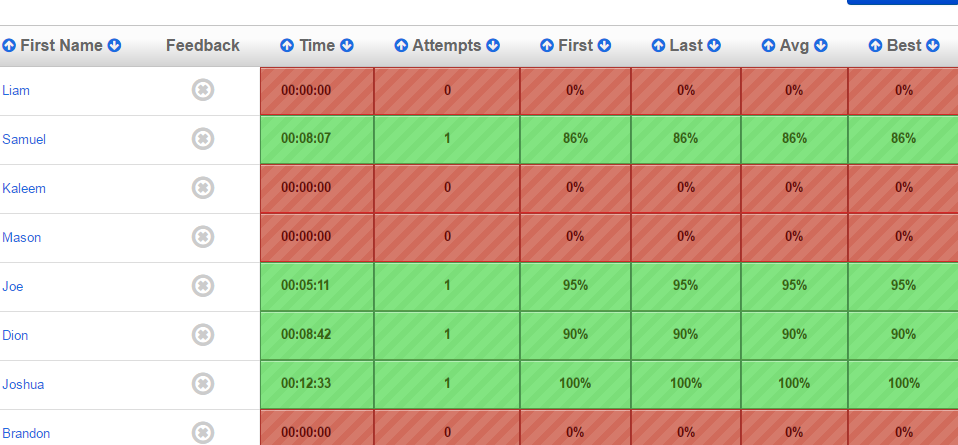 First Name Feedback Time Attempts First Last Avg Best
Liam 00:00:00 0 0% 0% 0% 0%
Samuel 00:08:07 1 86% 86% 86% 86%
Kaleem 00:00:00 0 0% 0% 0% 0%
Mason 00:00:00 0 0% 0% 0% 0%
Joe 00:05:11 1 95% 95% 95% 95%
Dion 00:08:42 1 90% 90% 90% 90%
Joshua 00:12:33 1 100% 100% 100% 100%
Brandon 00:00:00 0 0% 0% 0% 0%